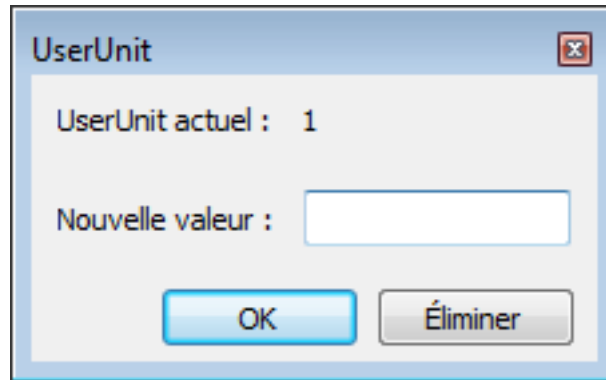 UserUnit
UserUnit actuel : 1
Nouvelle valeur :
OK Éliminer